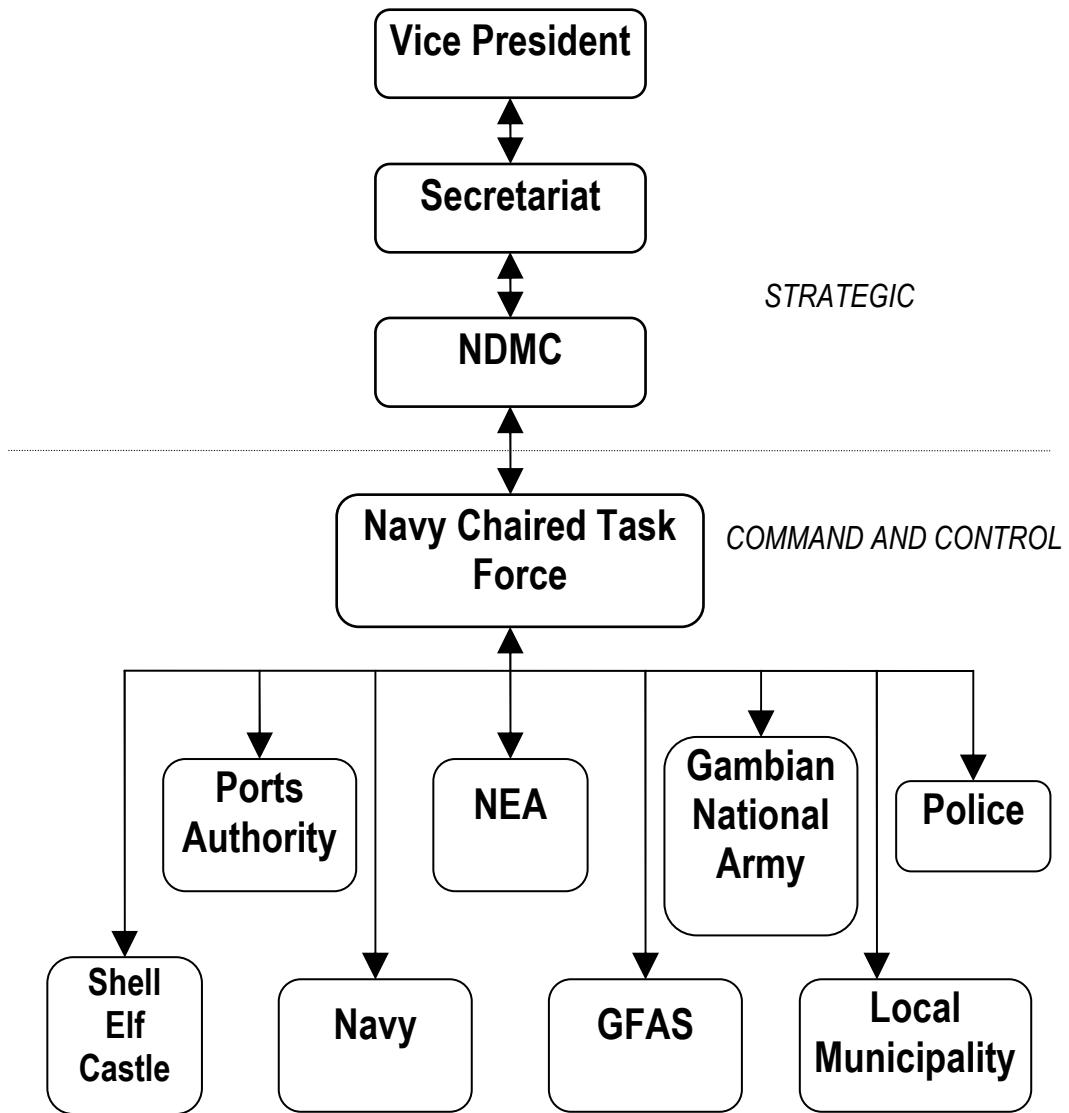 Vice President
Secretariat
STRATEGIC
NDMC
Navy Chaired Task
Force
COMMAND AND CONTROL
Ports
Authority
NEA
Gambian
National
Army
Police
Shell
Elf
Castle
Navy
GFAS
Local
Municipality